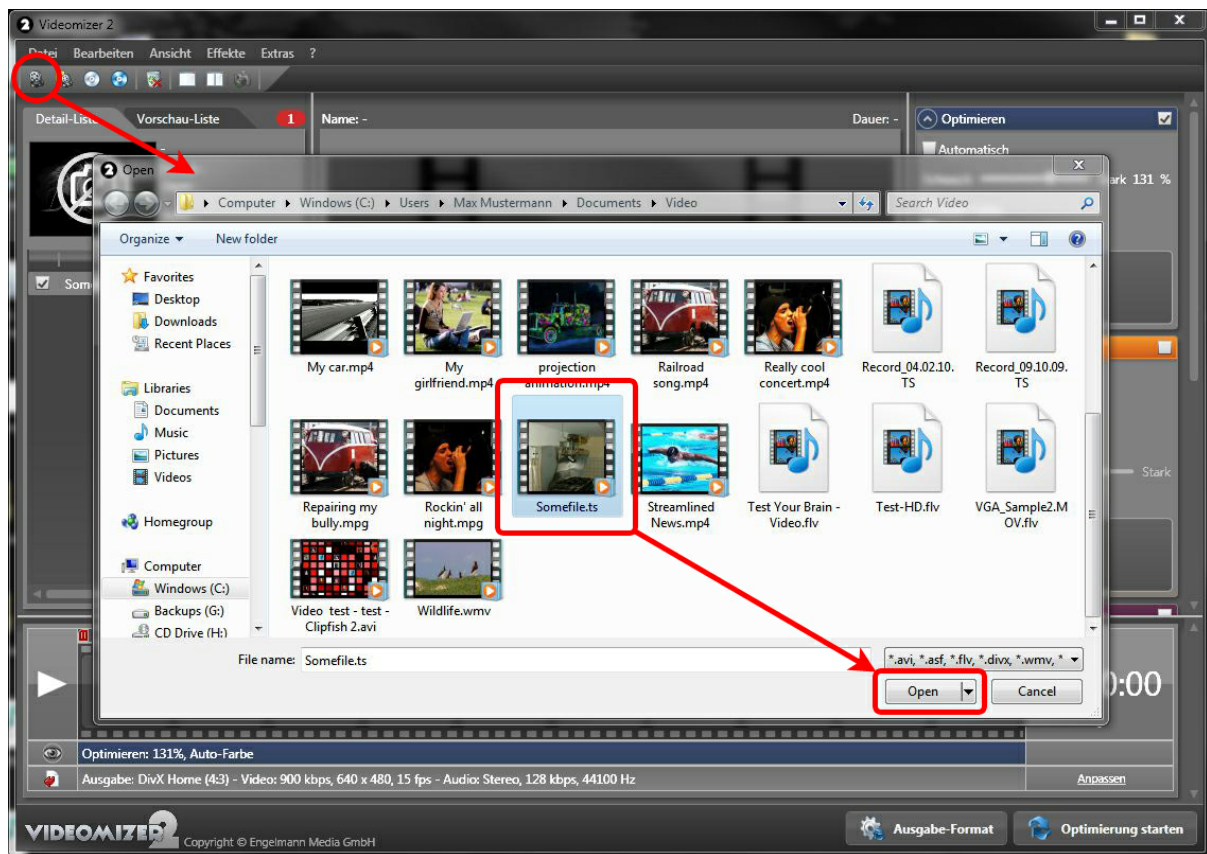 Videomizer 2
Datei Bearbeiten Ansicht Effekte Extras ?
Detail-Liste Vorschau-Liste 1 Name: - Dauer: - Optimieren
Automatisch
Open
ark 131 %
Computer Windows (C:) Users Max Mustermann Documents Video Search Video
Organize New folder
Favorites
Desktop
Downloads
Recent Places
Libraries
Documents
Music
Pictures
Videos
Homegroup
Computer
Windows (C:)
Backups (G:)
CD Drive (H:)
Som
My car.mp4
My girlfriend.mp4
projection animation.mp4
Railroad song.mp4
Really cool concert.mp4
Record_04.02.10.TS
Record_09.10.09.TS
Repairing my bully.mpg
Rockin' all night.mpg
Somefile.ts
Streamlined News.mp4
Test Your Brain - Video.flv
Test-HD.flv
VGA_Sample2.MOV.flv
Video test - test - Clipfish 2.avi
Wildlife.wmv
Stark
File name: Somefile.ts *.avi, *.asf, *.flv, *.divx, *.wmv, *
Open Cancel
0:00
Optimieren: 131%, Auto-Farbe
Ausgabe: DivX Home (4:3) - Video: 900 kbps, 640 x 480, 15 fps - Audio: Stereo, 128 kbps, 44100 Hz Anpassen
VIDEOMIZER 2 Copyright © Engelmann Media GmbH Ausgabe-Format Optimierung starten